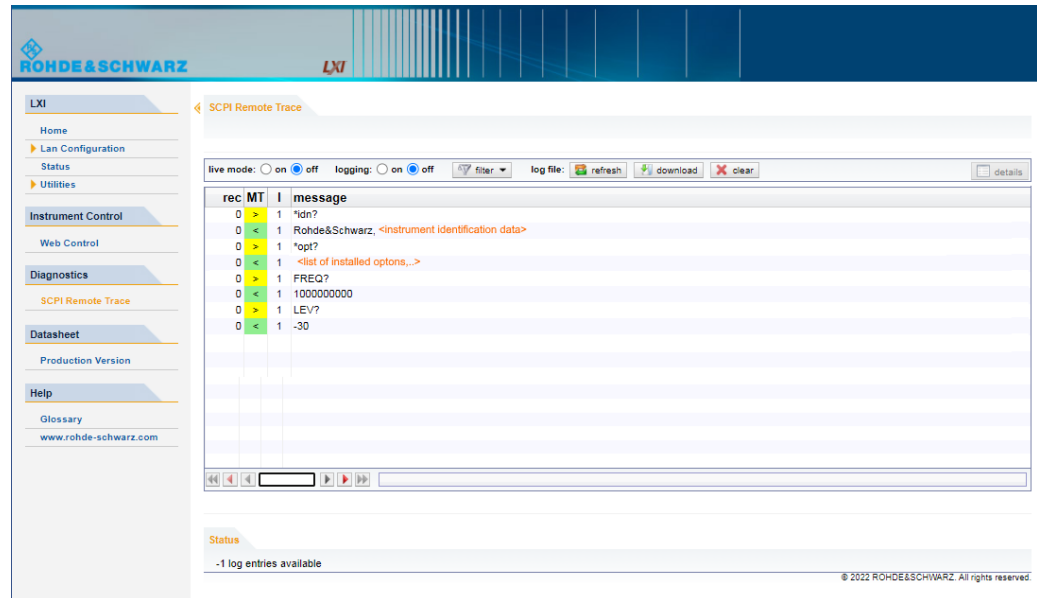 ROHDE&SCHWARZ
LXI
LXI
Home
Lan Configuration
Status
Utilities
Instrument Control
Web Control
Diagnostics
SCPI Remote Trace
Datasheet
Production Version
Help
Glossary
www.rohde-schwarz.com
SCPI Remote Trace
live mode: on off logging: on off filter log file: refresh download clear details
rec MT I message
0 > 1 *idn?
0 < 1 Rohde&Schwarz, <instrument identification data>
0 > 1 *opt?
0 < 1 <list of installed optons,..>
0 > 1 FREQ?
0 < 1 1000000000
0 > 1 LEV?
0 < 1 -30
Status
-1 log entries available
© 2022 ROHDE&SCHWARZ. All rights reserved.